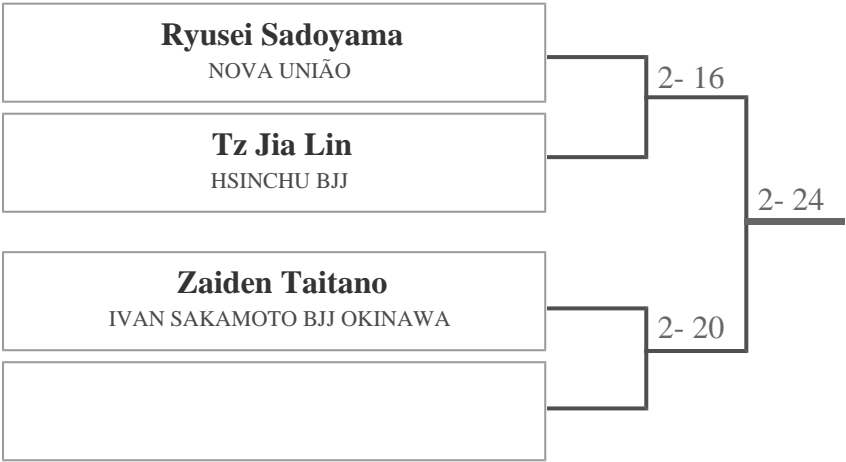 Ryusei Sadoyama
NOVA UNIÃO
2- 16
Tz Jia Lin
HSINCHU BJJ
2- 24
Zaiden Taitano
IVAN SAKAMOTO BJJ OKINAWA
2- 20